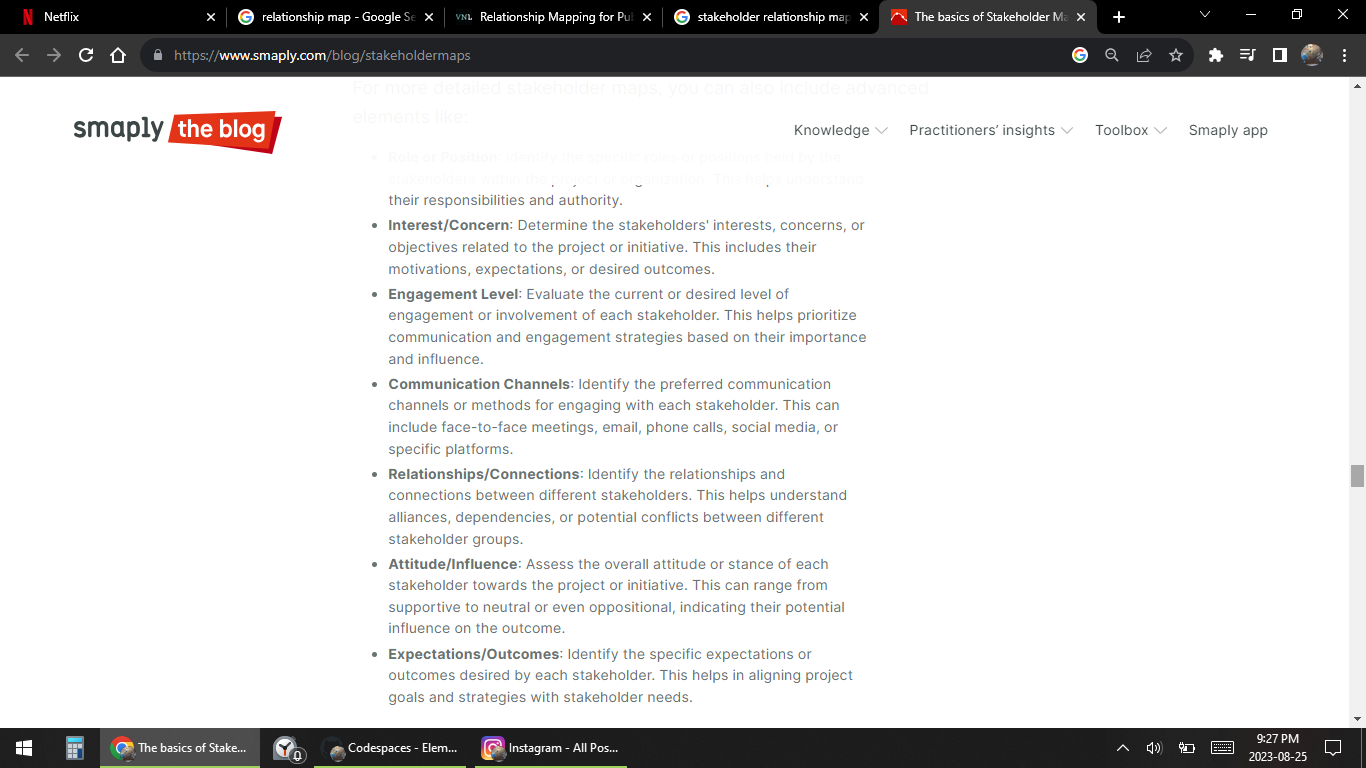 Netflix
relationship map - Google Se
VNL Relationship Mapping for Pu
stakeholder relationship map
The basics of Stakeholder Ma
https://www.smaply.com/blog/stakeholdermaps
For more detailed stakeholder maps, you can also include advanced
elements like:
smaply the blog
Knowledge
Practitioners' insights
Toolbox
Smaply app
• Role or Position: Identify the specific roles or positions held by the
stakeholders within the project or organization. This helps understand
their responsibilities and authority.
• Interest/Concern: Determine the stakeholders' interests, concerns, or
objectives related to the project or initiative. This includes their
motivations, expectations, or desired outcomes.
• Engagement Level: Evaluate the current or desired level of
engagement or involvement of each stakeholder. This helps prioritize
communication and engagement strategies based on their importance
and influence.
• Communication Channels: Identify the preferred communication
channels or methods for engaging with each stakeholder. This can
include face-to-face meetings, email, phone calls, social media, or
specific platforms.
• Relationships/Connections: Identify the relationships and
connections between different stakeholders. This helps understand
alliances, dependencies, or potential conflicts between different
stakeholder groups.
• Attitude/Influence: Assess the overall attitude or stance of each
stakeholder towards the project or initiative. This can range from
supportive to neutral or even oppositional, indicating their potential
influence on the outcome.
• Expectations/Outcomes: Identify the specific expectations or
outcomes desired by each stakeholder. This helps in aligning project
goals and strategies with stakeholder needs.
The basics of Stake...
0
Codespaces - Elem...
Instagram - All Pos...
9:27 PM
2023-08-25